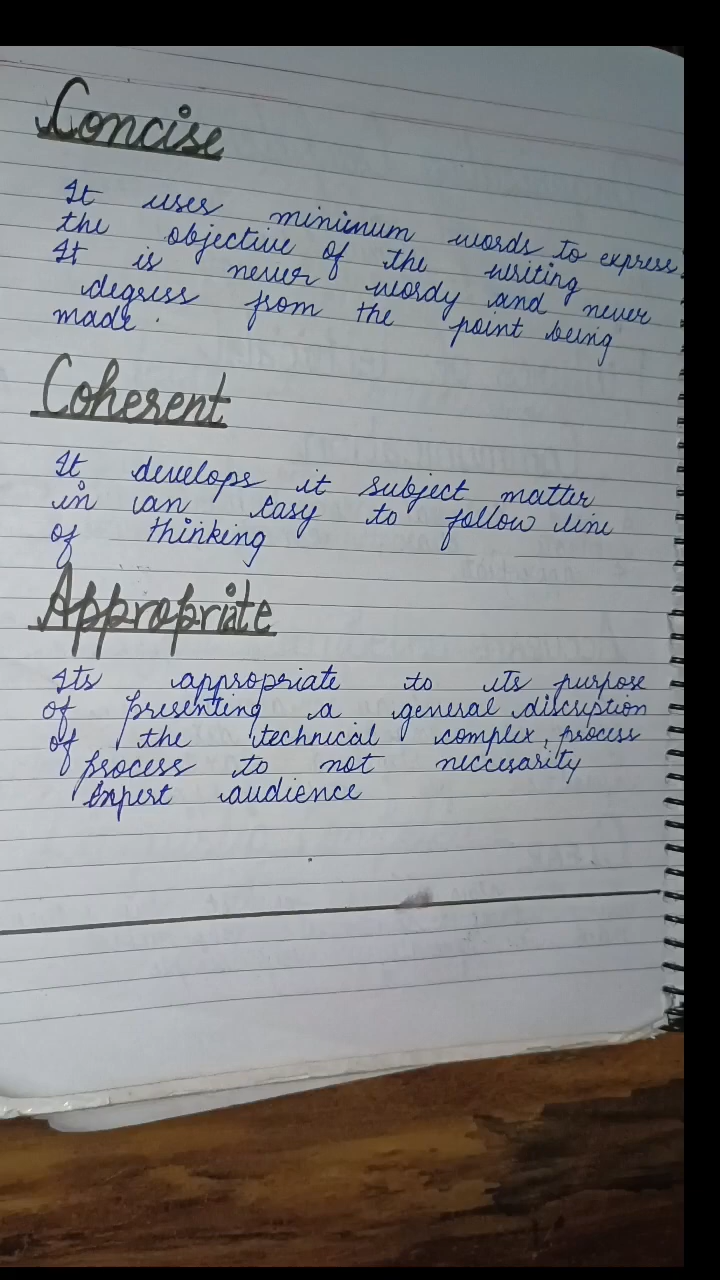 Concise
It uses minimum words to express
the objective of the writing
It is never wordy and never
degress from the point being
made.
Coherent
It develops it subject matter
in an easy to follow line
of thinking
Appropriate
Its appropriate to its purpose
of presenting a general discription
of the technical complex, process
process to not neccesarity
Expert audience